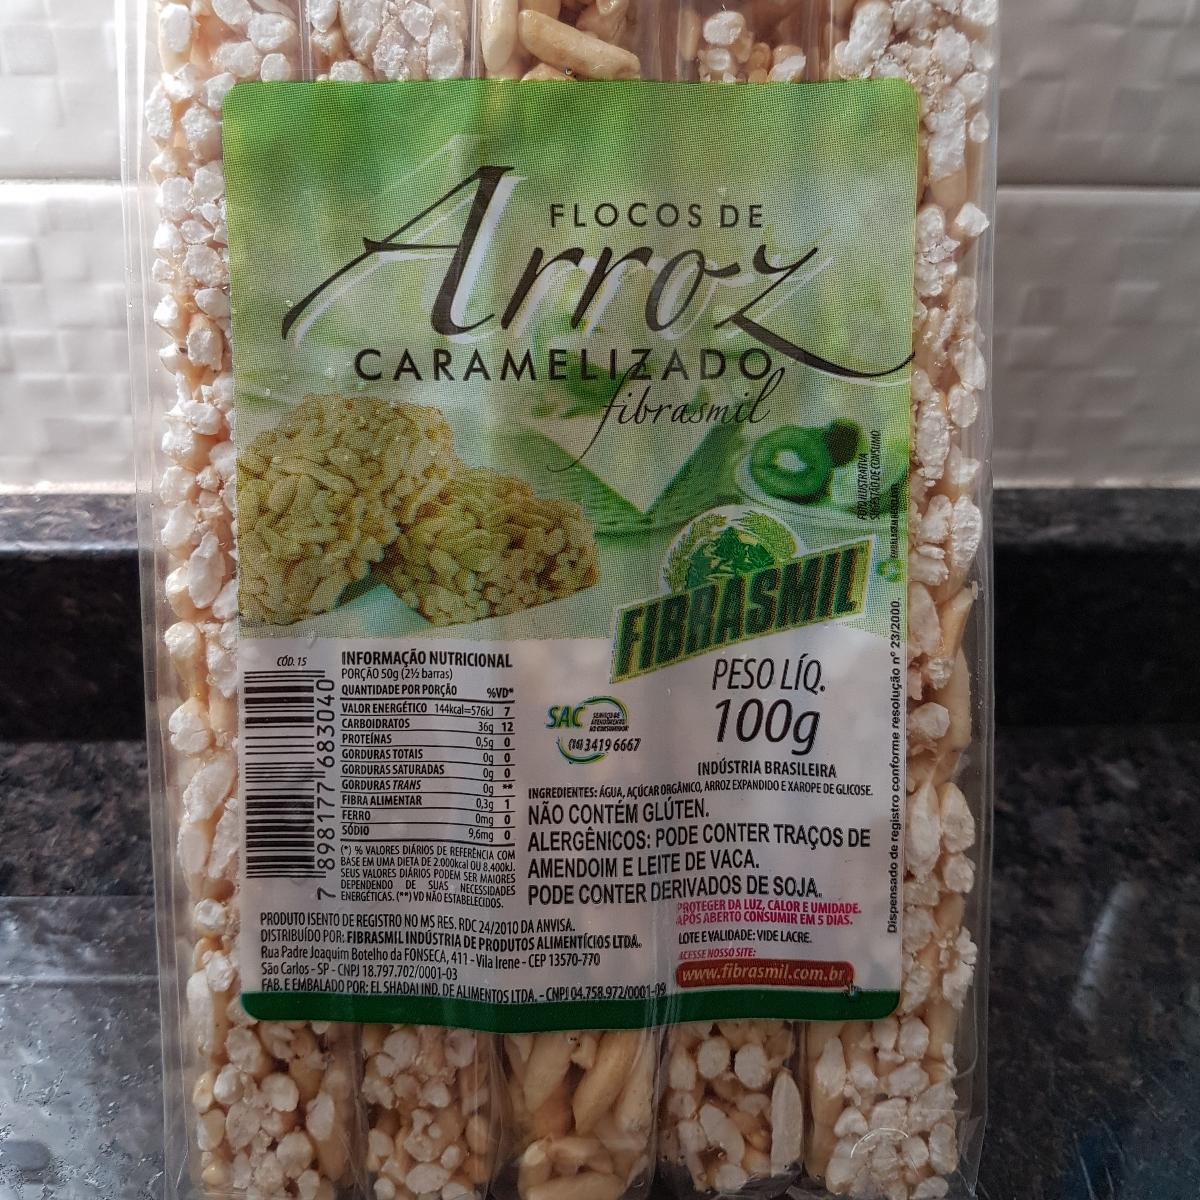 FLOCOS DE
Arroz
CARAMELIZADO
fibrasmil
FOTO ILUSTRATIVA
SUGESTÃO DE CONSUMO
FIBRASMIL
CÓD. 15
7 898177 683040
INFORMAÇÃO NUTRICIONAL
PORÇÃO 50g (2½ barras)
QUANTIDADE POR PORÇÃO %VD*
VALOR ENERGÉTICO 144kcal=576kJ 7
CARBOIDRATOS 36g 12
PROTEÍNAS 0,5g 0
GORDURAS TOTAIS 0g 0
GORDURAS SATURADAS 0g 0
GORDURAS TRANS 0g **
FIBRA ALIMENTAR 0,3g 1
FERRO 0mg 0
SÓDIO 9,6mg 0
(*) % VALORES DIÁRIOS DE REFERÊNCIA COM
BASE EM UMA DIETA DE 2.000kcal OU 8.400kJ.
SEUS VALORES DIÁRIOS PODEM SER MAIORES
DEPENDENDO DE SUAS NECESSIDADES
ENERGÉTICAS. (**) VD NÃO ESTABELECIDOS.
SAC SERVIÇO DE
ATENDIMENTO
AO CONSUMIDOR
(16) 3419 6667
PESO LÍQ.
100g
INDÚSTRIA BRASILEIRA
INGREDIENTES: ÁGUA, AÇÚCAR ORGÂNICO, ARROZ EXPANDIDO E XAROPE DE GLICOSE.
NÃO CONTÉM GLÚTEN.
ALERGÊNICOS: PODE CONTER TRAÇOS DE
AMENDOIM E LEITE DE VACA.
PODE CONTER DERIVADOS DE SOJA.
PROTEGER DA LUZ, CALOR E UMIDADE.
APÓS ABERTO CONSUMIR EM 5 DIAS.
LOTE E VALIDADE: VIDE LACRE.
ACESSE NOSSO SITE:
www.fibrasmil.com.br
PRODUTO ISENTO DE REGISTRO NO MS RES. RDC 24/2010 DA ANVISA.
DISTRIBUÍDO POR: FIBRASMIL INDÚSTRIA DE PRODUTOS ALIMENTÍCIOS LTDA.
Rua Padre Joaquim Botelho da FONSECA, 411 - Vila Irene - CEP 13570-770
São Carlos - SP - CNPJ 18.797.702/0001-03
FAB. E EMBALADO POR: EL SHADAI IND. DE ALIMENTOS LTDA. - CNPJ 04.758.972/0001-09
Dispensado de registro conforme resolução nº 23/2000.